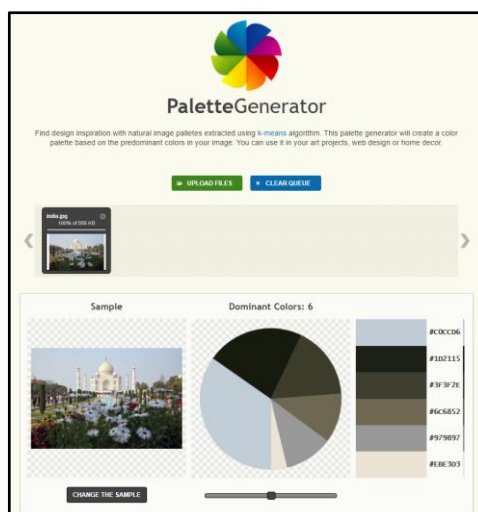 PaletteGenerator
Find design inspiration with natural image palletes extracted using k-means algorithm. This palette generator will create a color
palette based on the predominant colors in your image. You can use it in your art projects, web design or home decor.
UPLOAD FILES
CLEAR QUEUE
india.jpg
100% of 500 KB
Sample
Dominant Colors: 6
#C0CCD6
#1D2115
#3F3F2E
#6C6852
#979897
#EBE3D3
CHANGE THE SAMPLE